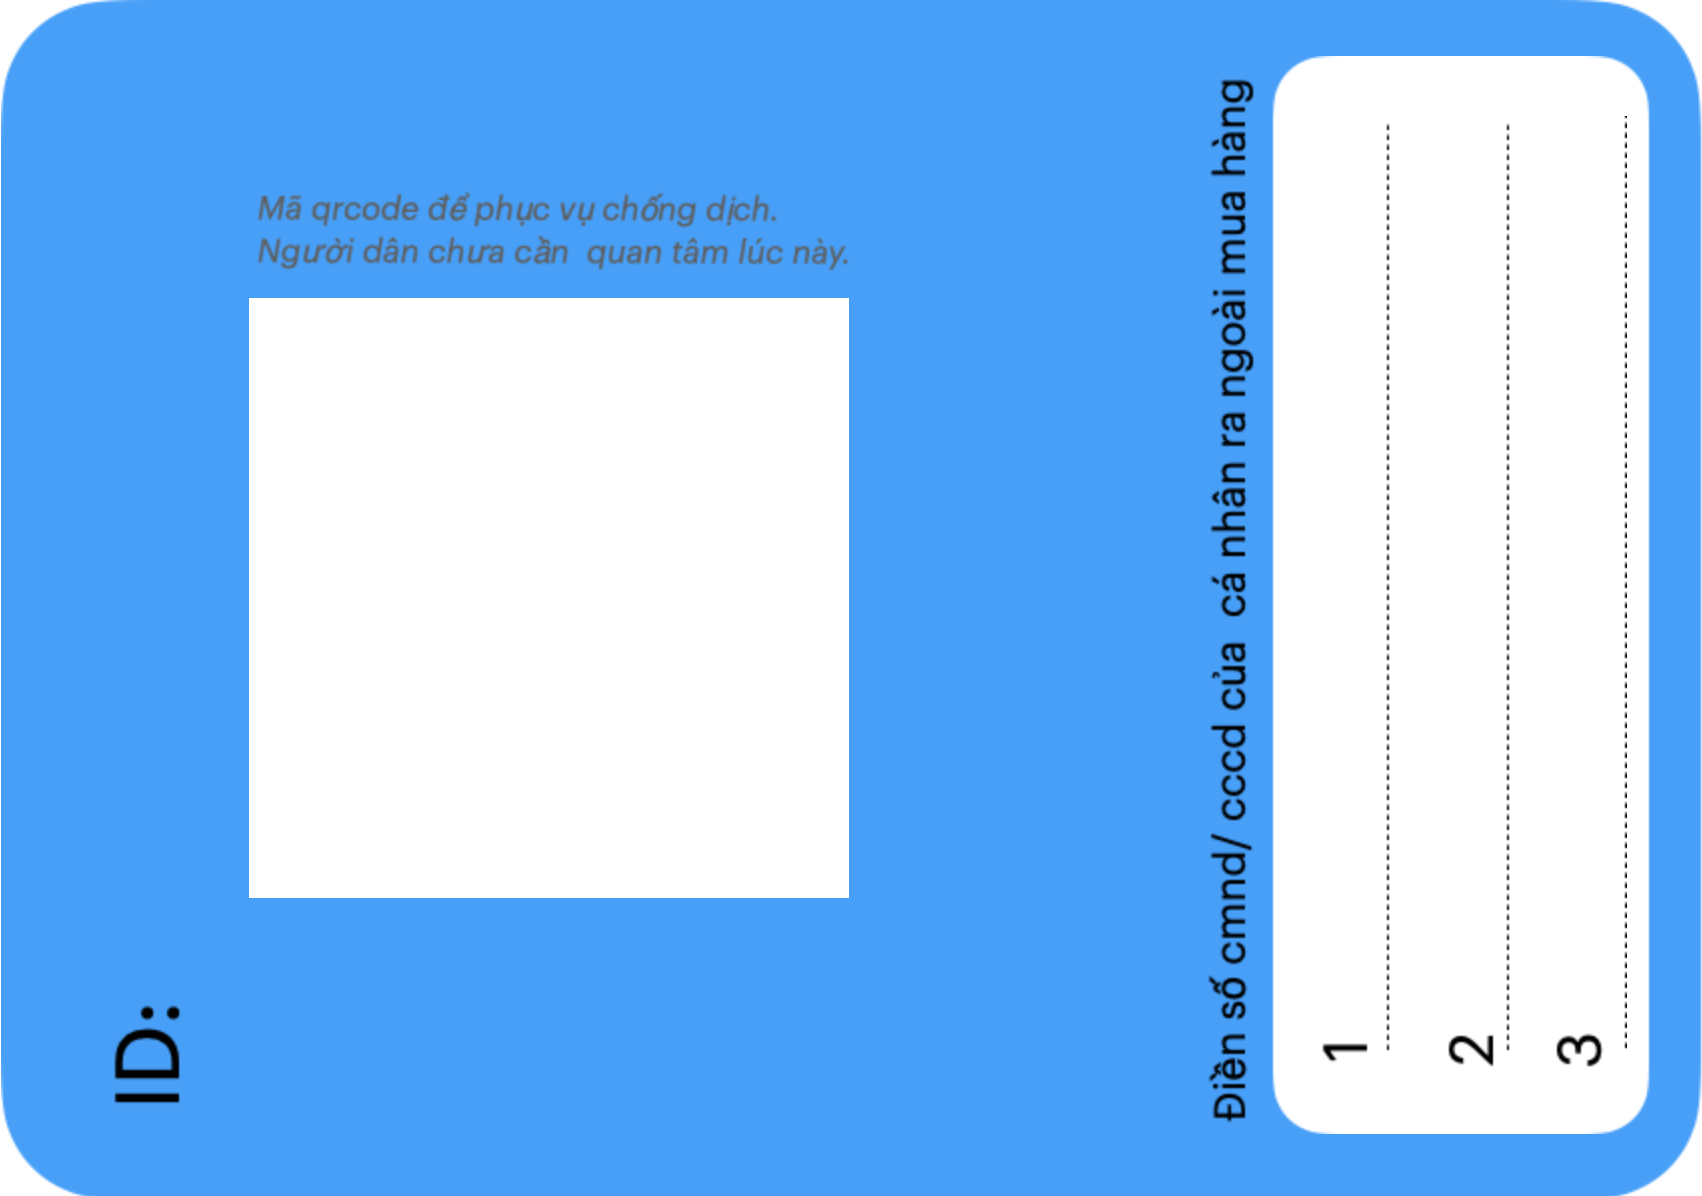 Mã qrcode để phục vụ chống dịch.
Người dân chưa cần quan tâm lúc này.
ID:
Điền số cmnd/ cccd của cá nhân ra ngoài mua hàng
1
2
3